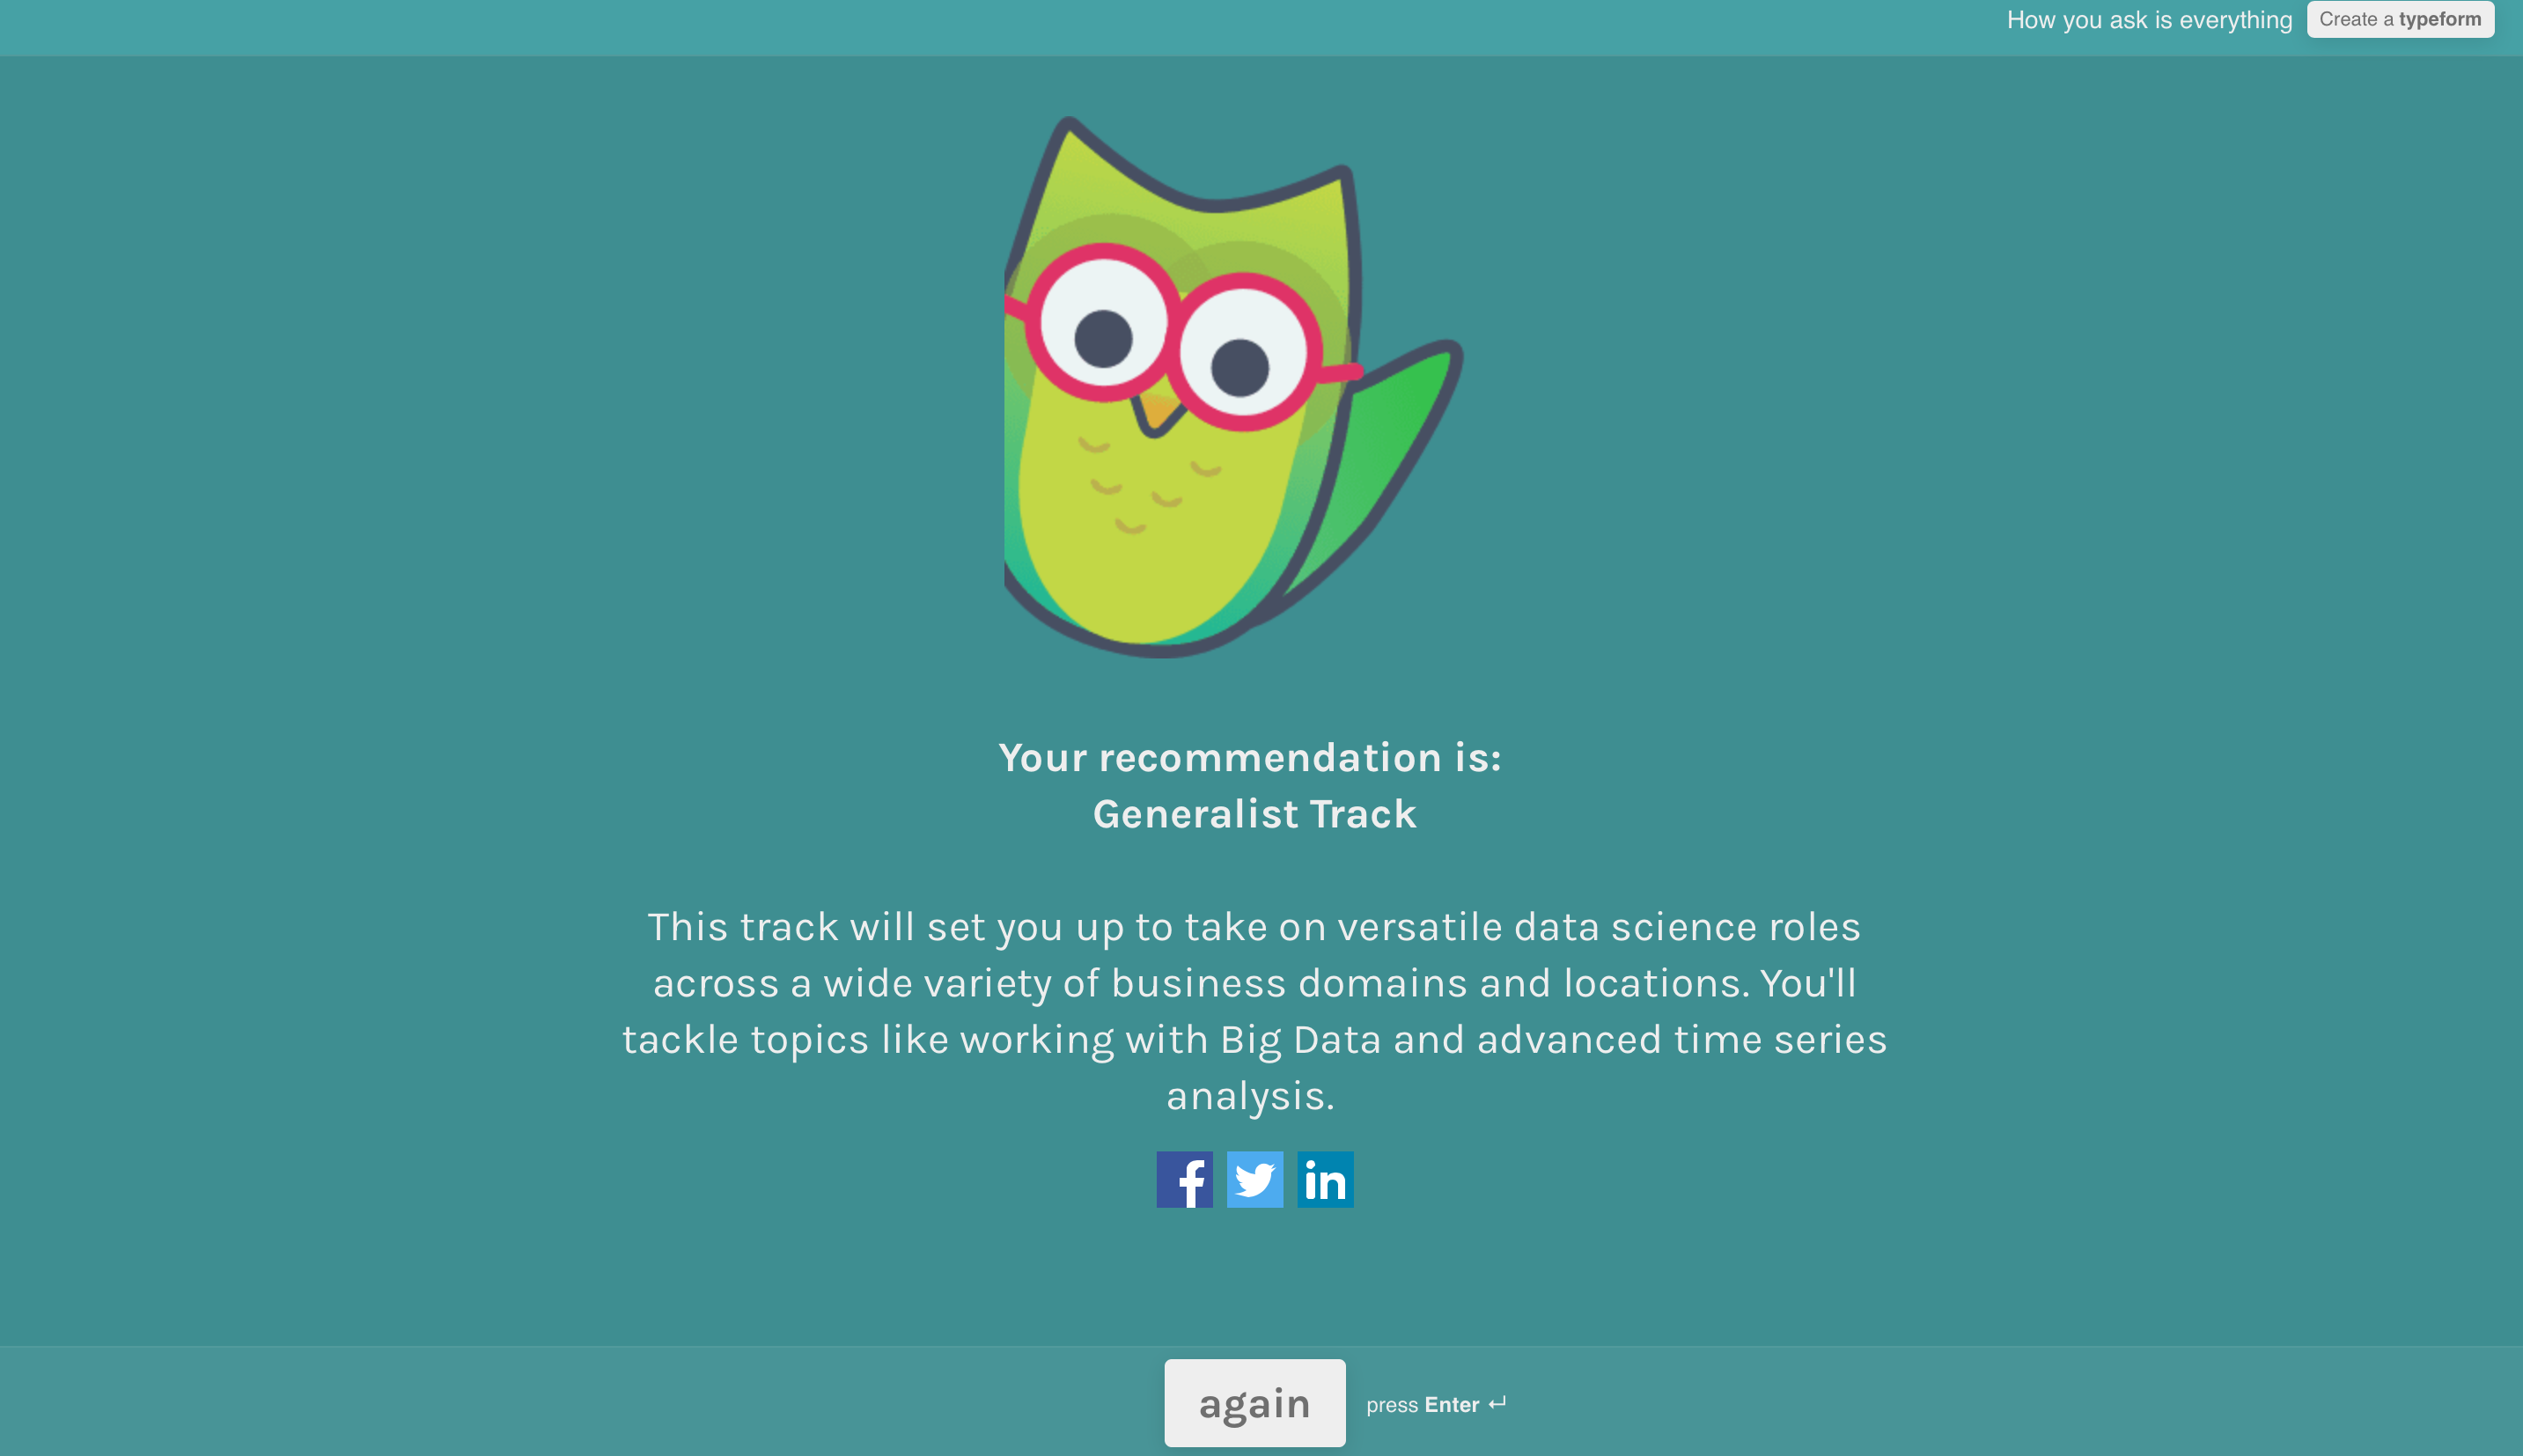 How you ask is everything
Create a typeform
Your recommendation is:
Generalist Track
This track will set you up to take on versatile data science roles
across a wide variety of business domains and locations. You'll
tackle topics like working with Big Data and advanced time series
analysis.
f
in
again
press Enter ↵